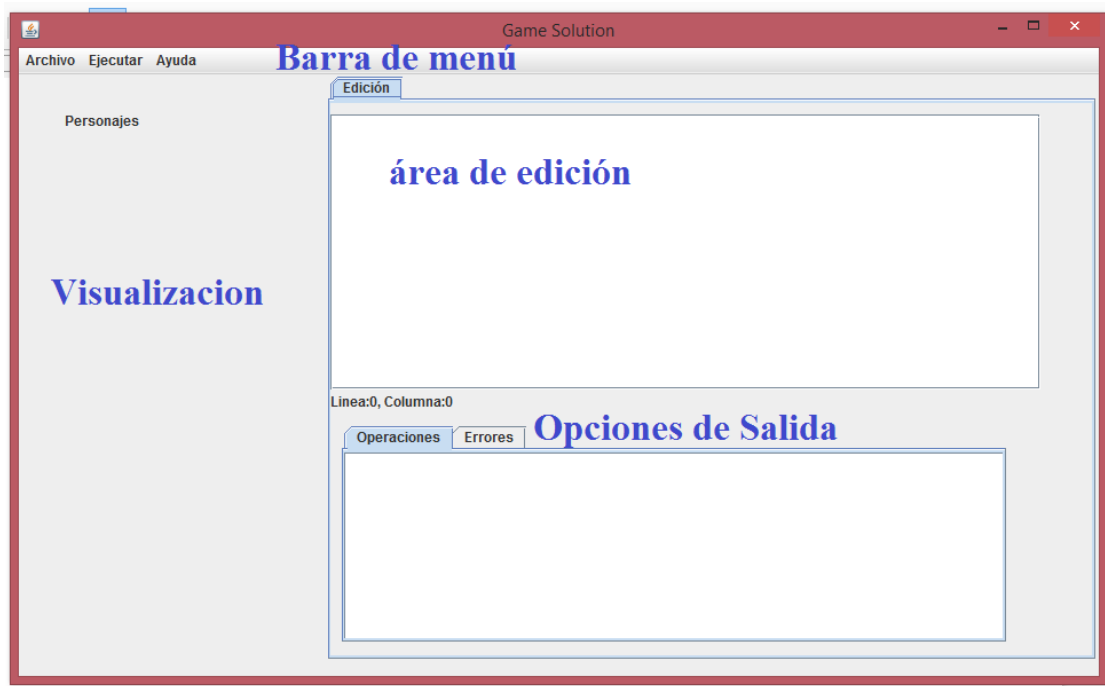 Game Solution
Archivo Ejecutar Ayuda
Barra de menú
Edición
Personajes
área de edición
Visualizacion
Linea:0, Columna:0
Operaciones Errores
Opciones de Salida